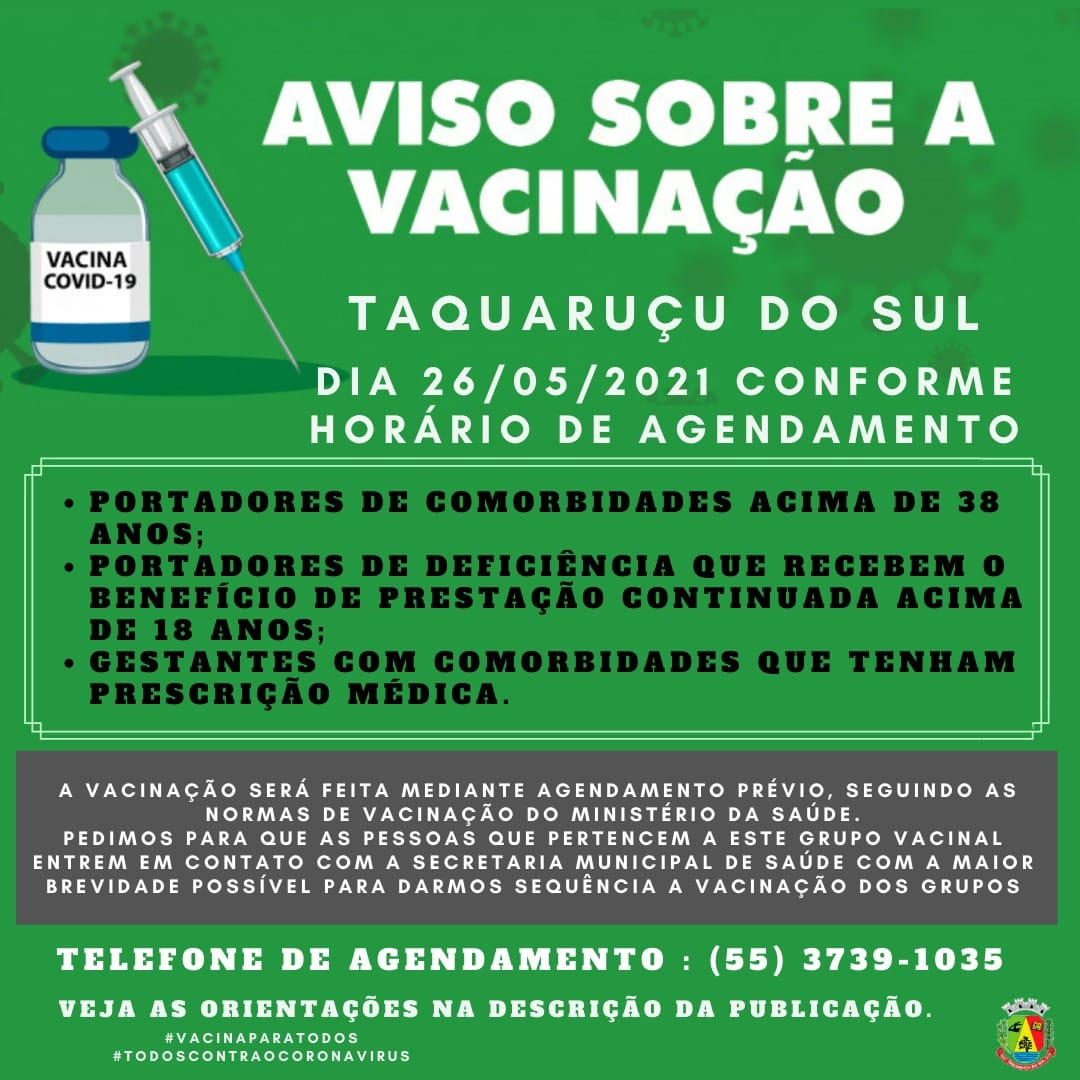 AVISO SOBRE A
VACINAÇÃO
VACINA
COVID-19
TAQUARUÇU DO SUL
DIA 26/05/2021 CONFORME
HORÁRIO DE AGENDAMENTO
• PORTADORES DE COMORBIDADES ACIMA DE 38
ANOS;
• PORTADORES DE DEFICIÊNCIA QUE RECEBEM O
BENEFÍCIO DE PRESTAÇÃO CONTINUADA ACIMA
DE 18 ANOS;
• GESTANTES COM COMORBIDADES QUE TENHAM
PRESCRIÇÃO MÉDICA.
A VACINAÇÃO SERÁ FEITA MEDIANTE AGENDAMENTO PRÉVIO, SEGUINDO AS
NORMAS DE VACINAÇÃO DO MINISTÉRIO DA SAÚDE.
PEDIMOS PARA QUE AS PESSOAS QUE PERTENCEM A ESTE GRUPO VACINAL
ENTREM EM CONTATO COM A SECRETARIA MUNICIPAL DE SAÚDE COM A MAIOR
BREVIDADE POSSÍVEL PARA DARMOS SEQUÊNCIA A VACINAÇÃO DOS GRUPOS
TELEFONE DE AGENDAMENTO : (55) 3739-1035
VEJA AS ORIENTAÇÕES NA DESCRIÇÃO DA PUBLICAÇÃO.
#VACINAPARATODOS
#TODOSCONTRAOCORONAVIRUS